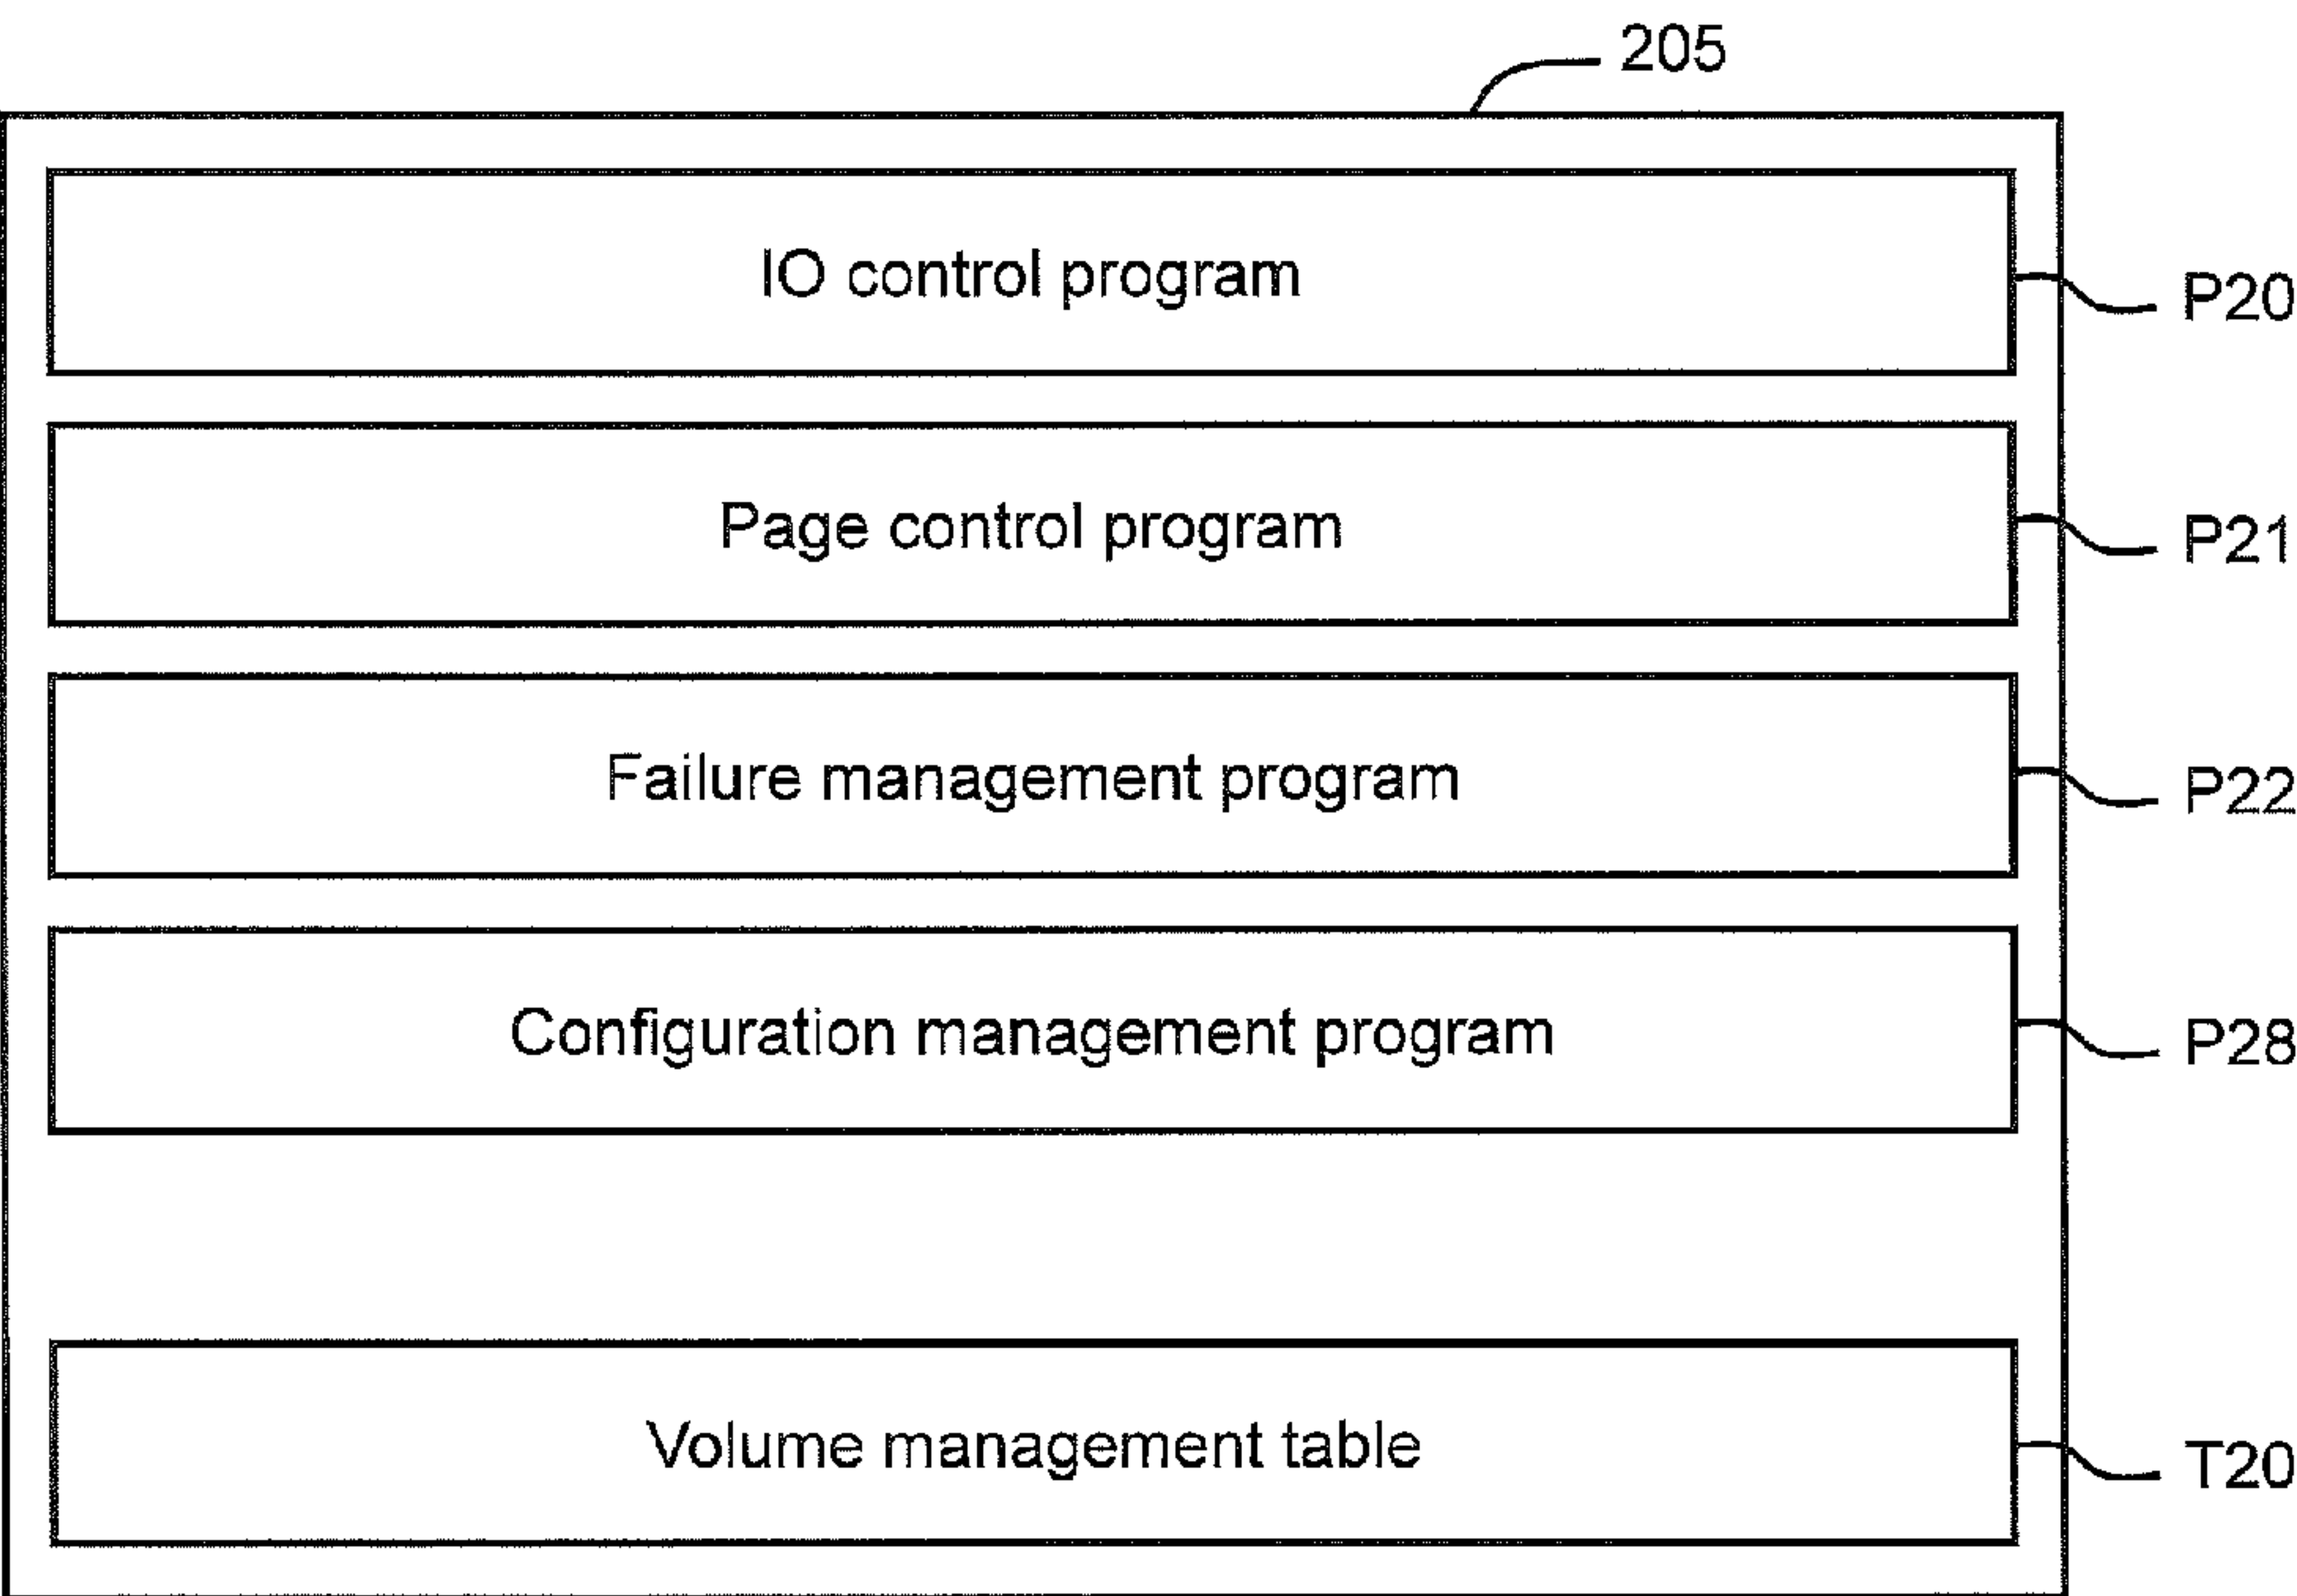 205
IO control program
P20
Page control program
P21
Failure management program
P22
Configuration management program
P28
Volume management table
T20